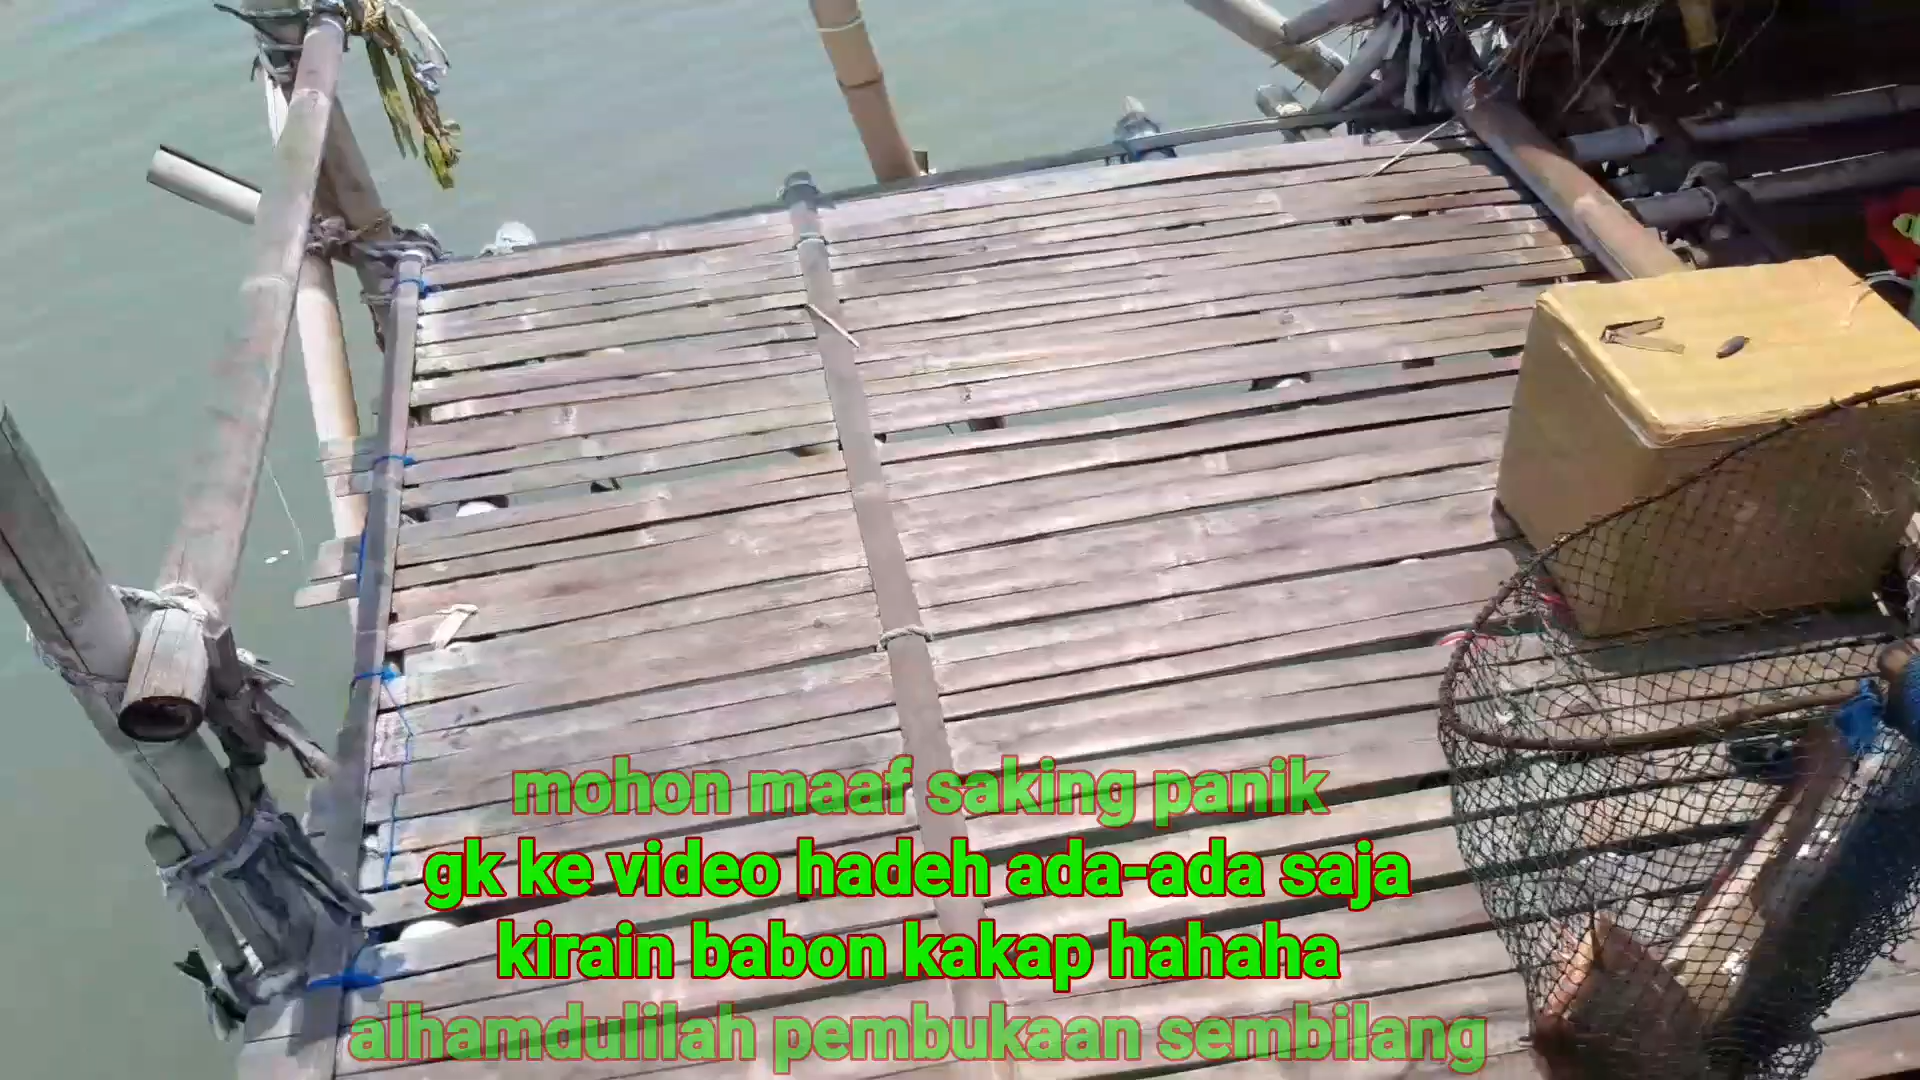 mohon maaf saking panik
gk ke video hadeh ada-ada saja
kirain babon kakap hahaha
alhamdulilah pembukaan sembilang